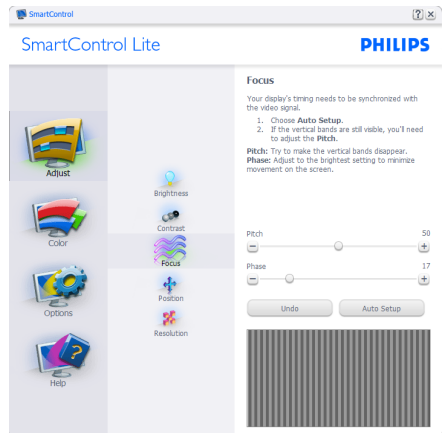 SmartControl
SmartControl Lite
PHILIPS
Adjust
Color
Options
Help
Brightness
Contrast
Focus
Position
Resolution
Focus
Your display's timing needs to be synchronized with
the video signal.
1. Choose Auto Setup.
2. If the vertical bands are still visible, you'll need
to adjust the Pitch.
Pitch: Try to make the vertical bands disappear.
Phase: Adjust to the brightest setting to minimize
movement on the screen.
Pitch 50
Phase 17
Undo Auto Setup